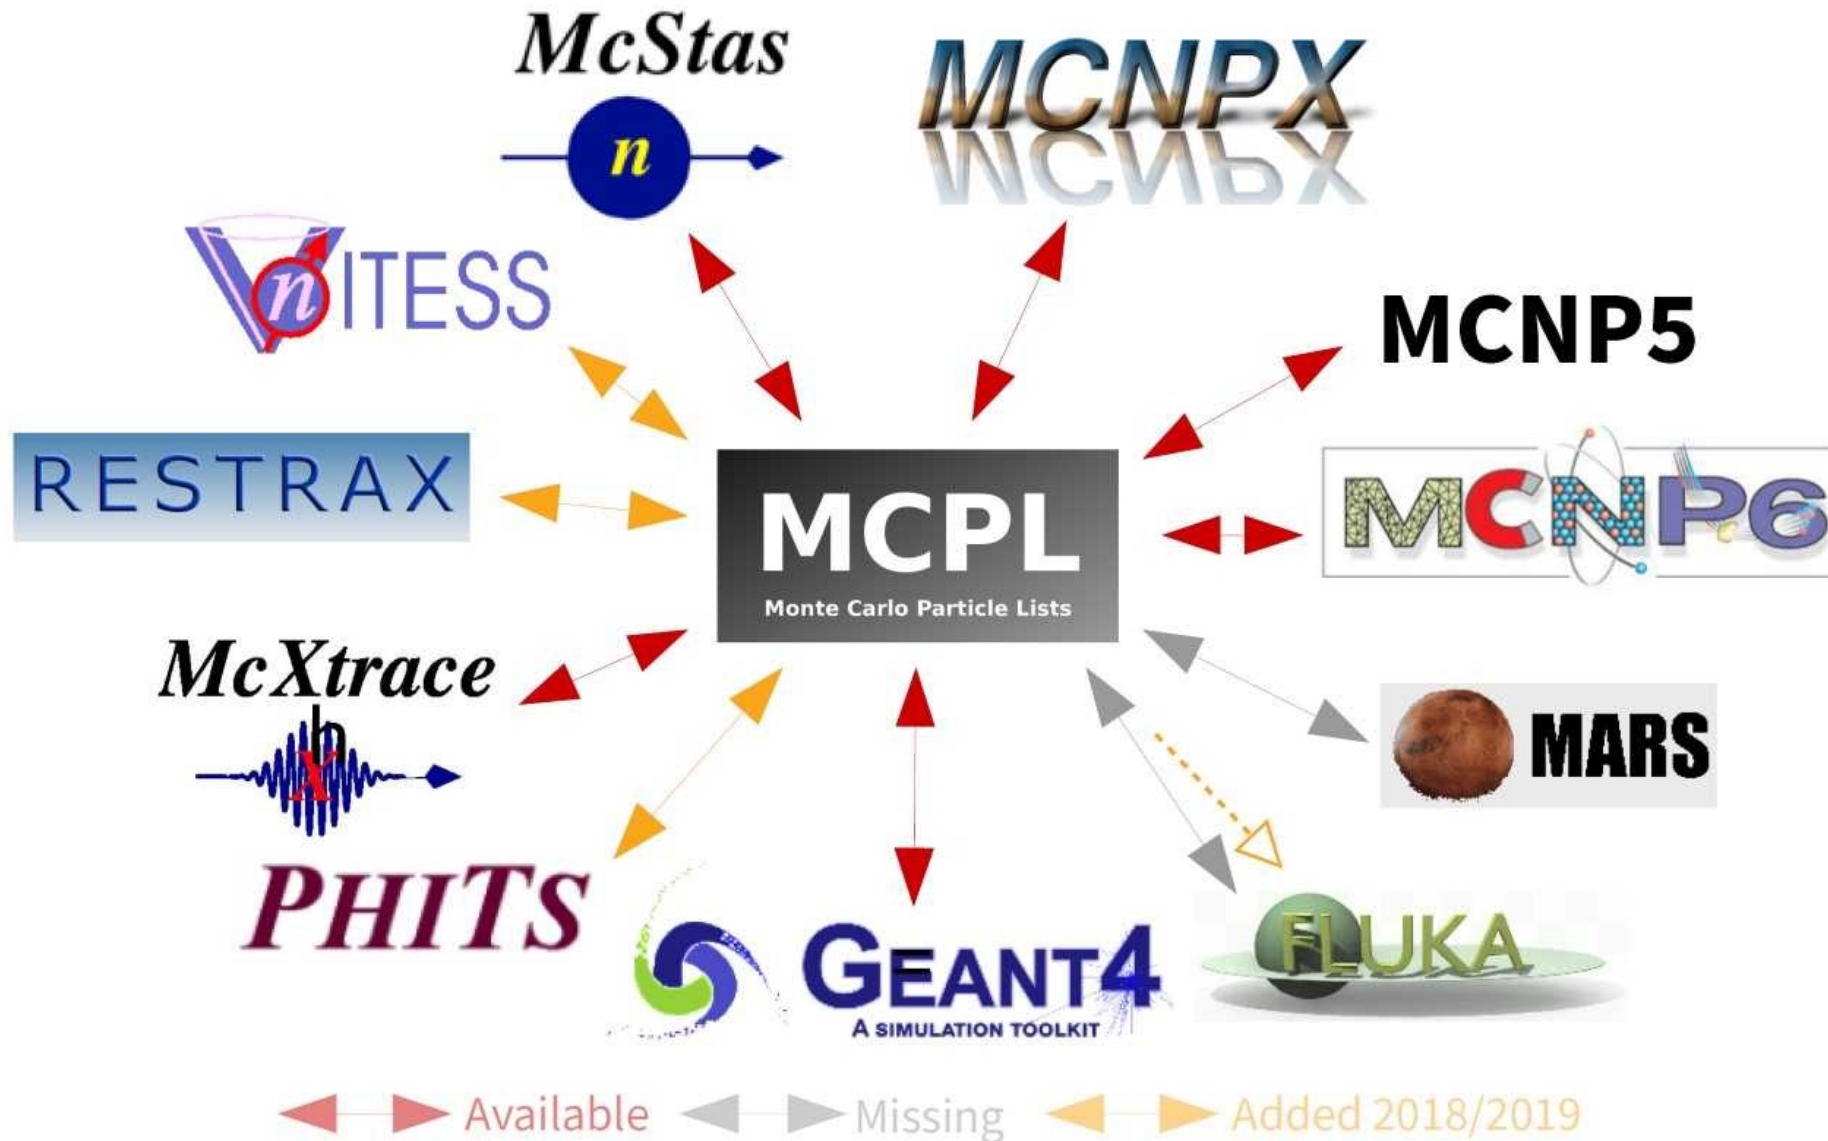 McStas
n
MCNPX
VITESS
n
MCNP5
RESTRAX
MCPL
Monte Carlo Particle Lists
MCNP6
McXtrace
h
X
MARS
PHITS
GEANT4
A SIMULATION TOOLKIT
FLUKA
Available
Missing
Added 2018/2019